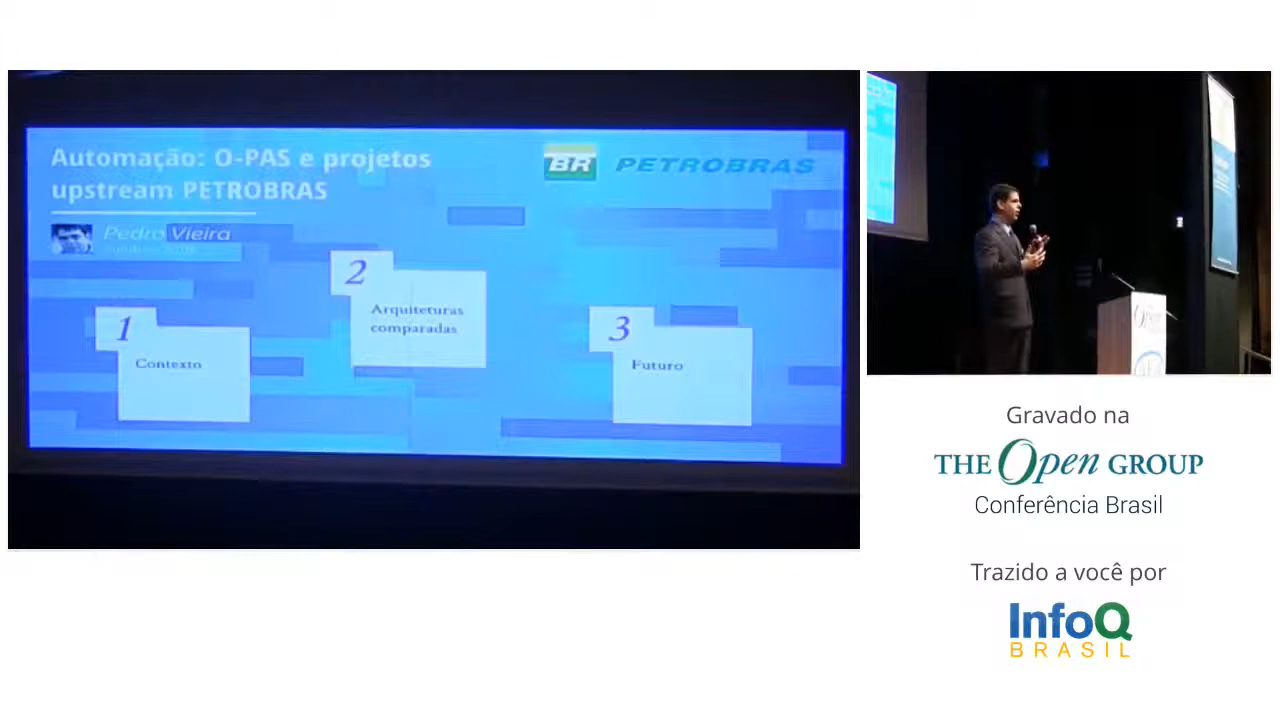 Automação: O-PAS e projetos
upstream PETROBRAS
BR PETROBRAS
Pedro Vieira
1
Contexto
2
Arquiteturas
comparadas
3
Futuro
Gravado na
THE Open GROUP
Conferência Brasil
Trazido a você por
InfoQ
BRASIL